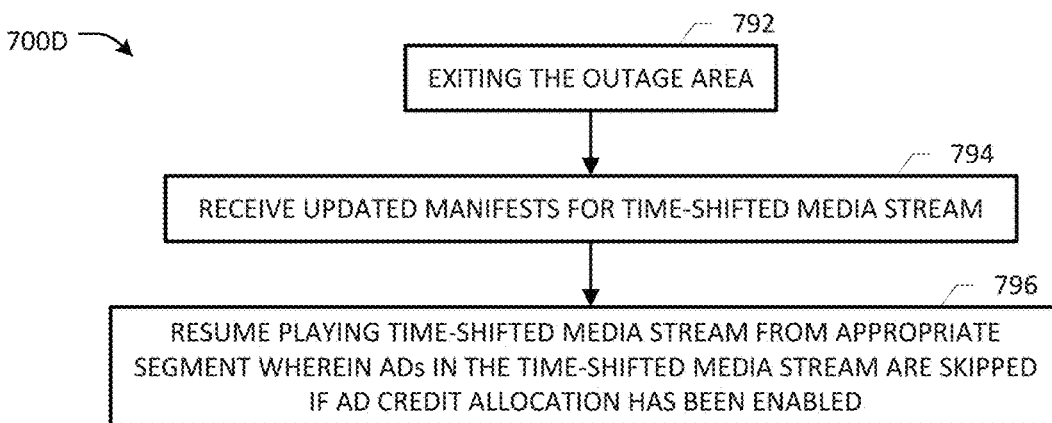 700D
792
EXITING THE OUTAGE AREA
794
RECEIVE UPDATED MANIFESTS FOR TIME-SHIFTED MEDIA STREAM
796
RESUME PLAYING TIME-SHIFTED MEDIA STREAM FROM APPROPRIATE
SEGMENT WHEREIN ADs IN THE TIME-SHIFTED MEDIA STREAM ARE SKIPPED
IF AD CREDIT ALLOCATION HAS BEEN ENABLED